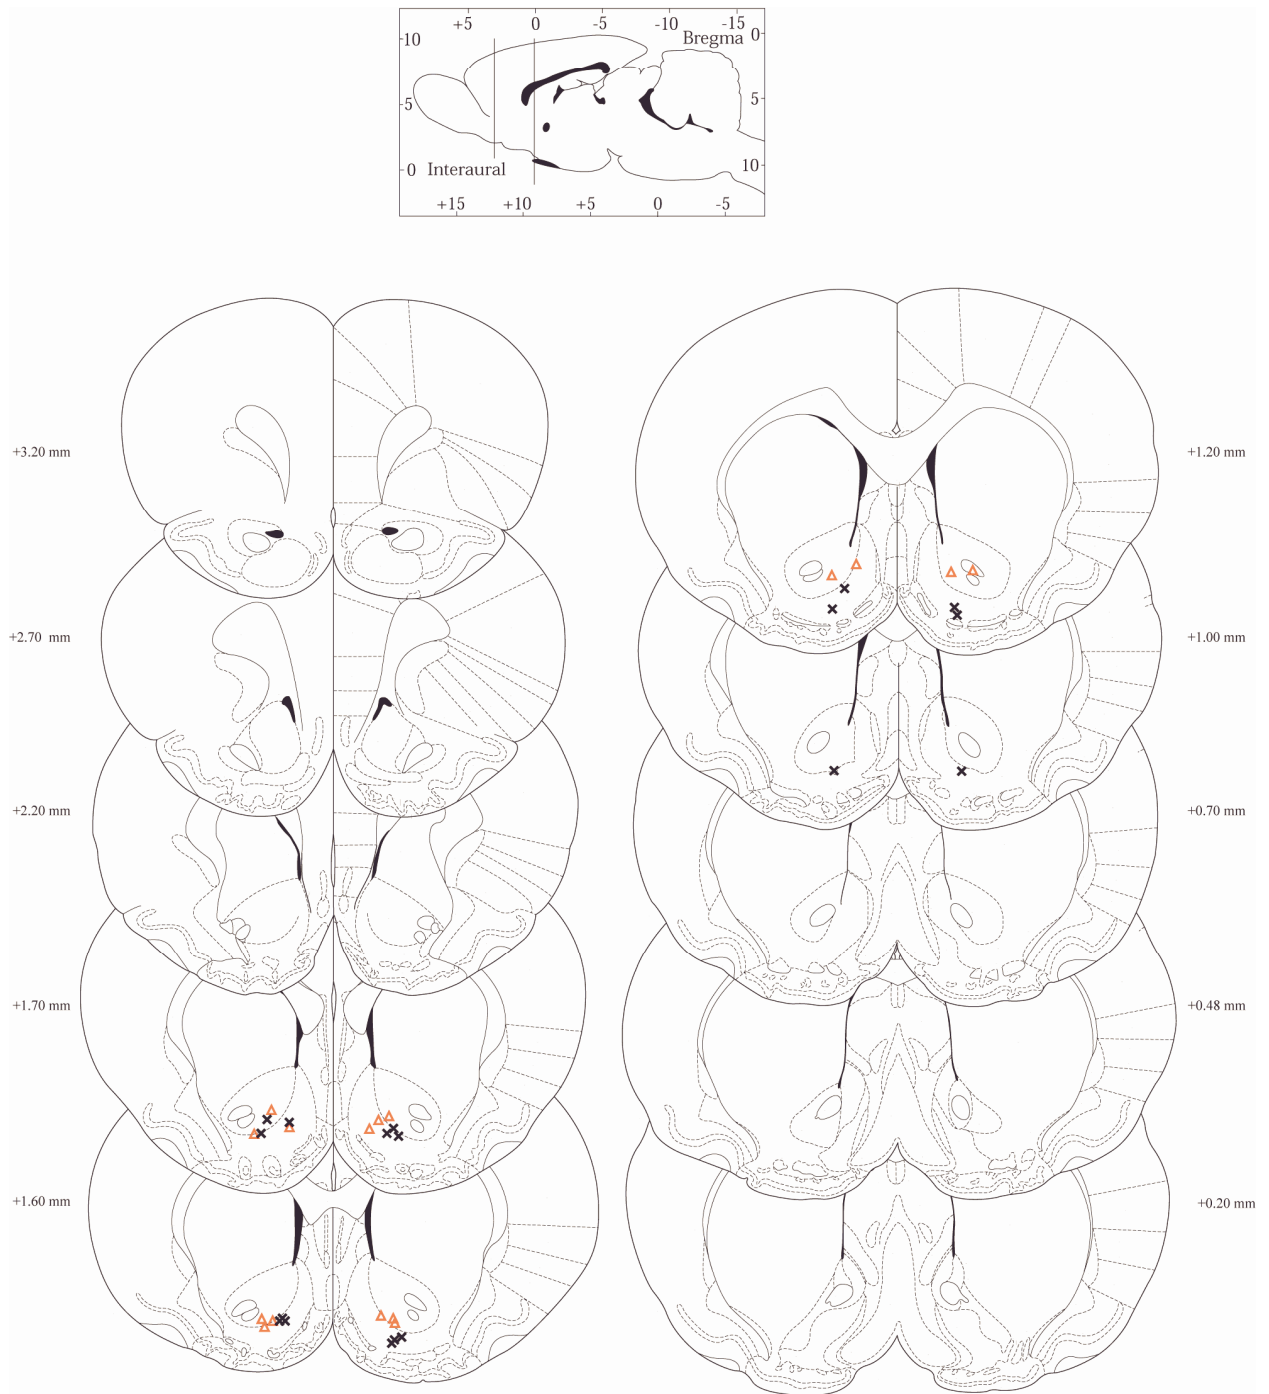 +5 0 -5 -10 -15
Bregma 0
10
5 5
0 Interaural 10
+15 +10 +5 0 -5
+3.20 mm +1.20 mm
+2.70 mm +1.00 mm
+2.20 mm +0.70 mm
+1.70 mm +0.48 mm
+1.60 mm +0.20 mm